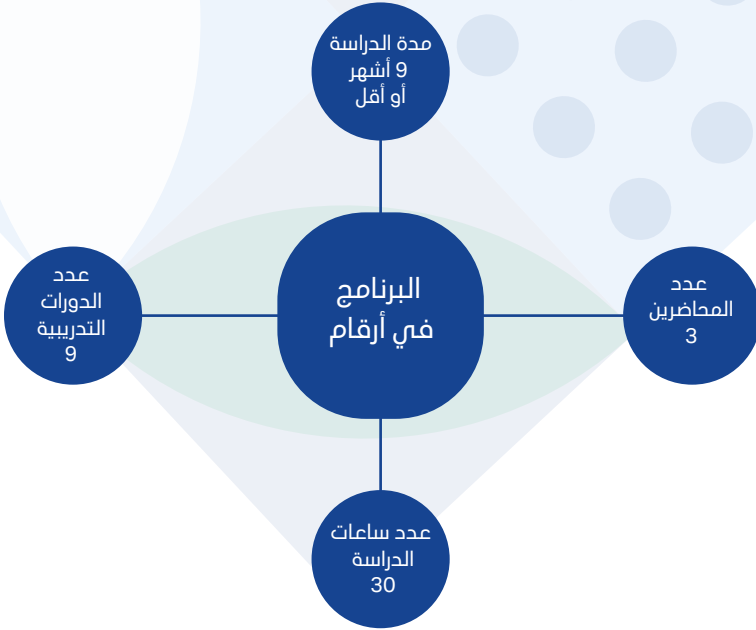 مدة الدراسة
9 أشهر
أو أقل
عدد
المحاضرين
3
البرنامج
في أرقام
عدد
الدورات
التدريبية
9
عدد ساعات
الدراسة
30